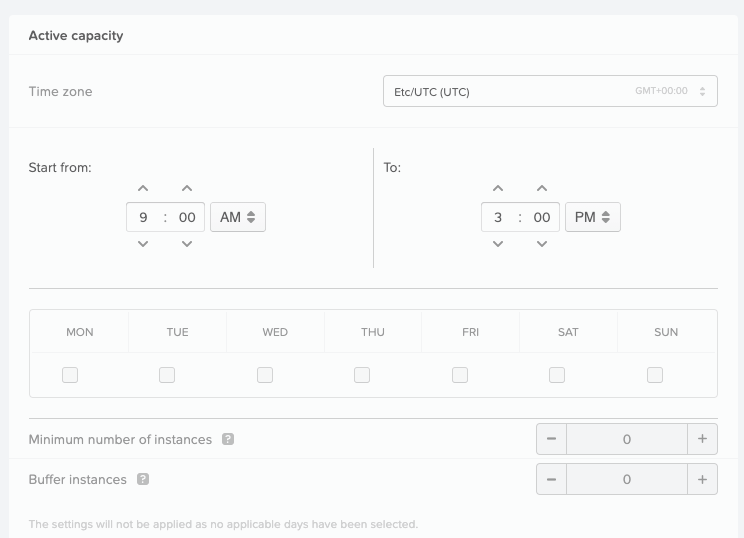 Active capacity
Time zone
Etc/UTC (UTC) GMT+00:00
Start from: To:
9 : 00 AM 3 : 00 PM
MON TUE WED THU FRI SAT SUN
Minimum number of instances ? − 0 +
Buffer instances ? − 0 +
The settings will not be applied as no applicable days have been selected.